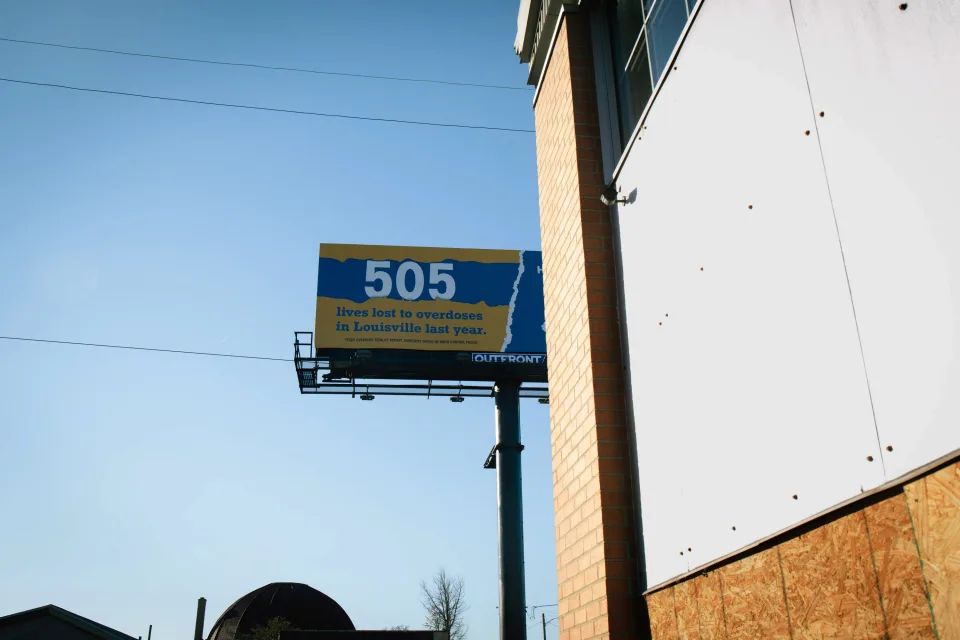 505
lives lost to overdoses
in Louisville last year.
OUTFRONT/